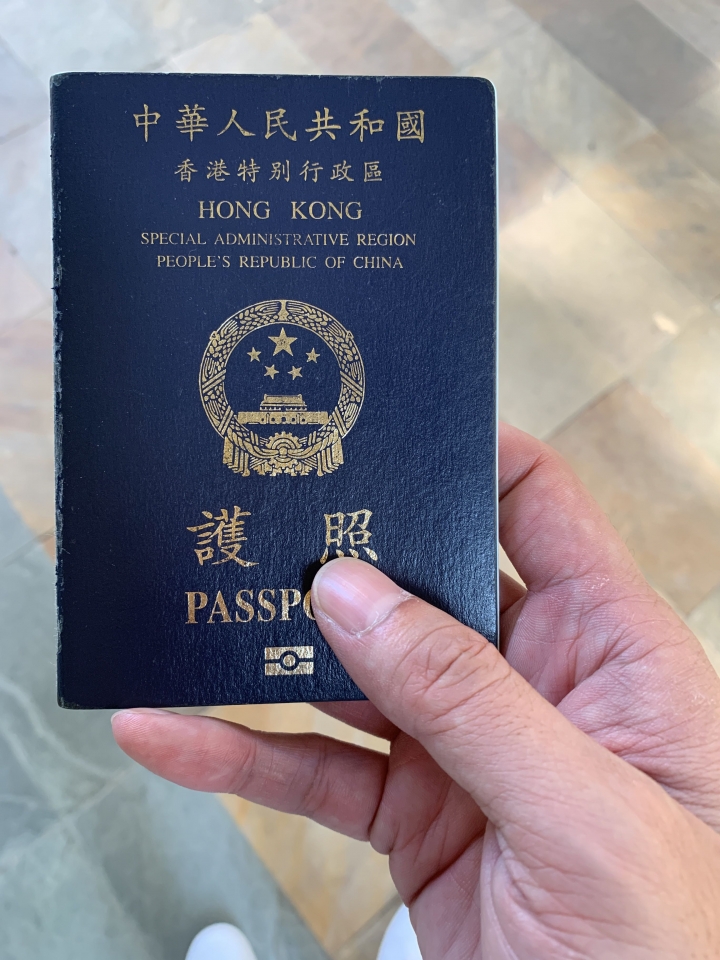 中華人民共和國
香港特別行政區
HONG KONG
SPECIAL ADMINISTRATIVE REGION
PEOPLE'S REPUBLIC OF CHINA
護照
PASSPO